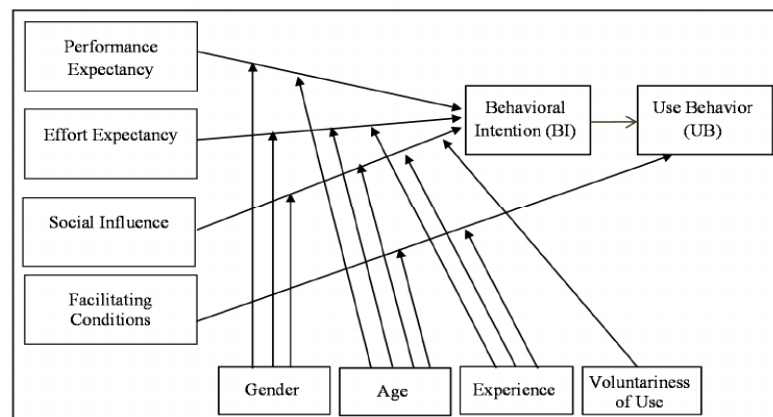 Performance
Expectancy
Effort Expectancy
Social Influence
Facilitating
Conditions
Behavioral
Intention (BI)
Use Behavior
(UB)
Gender
Age
Experience
Voluntariness
of Use